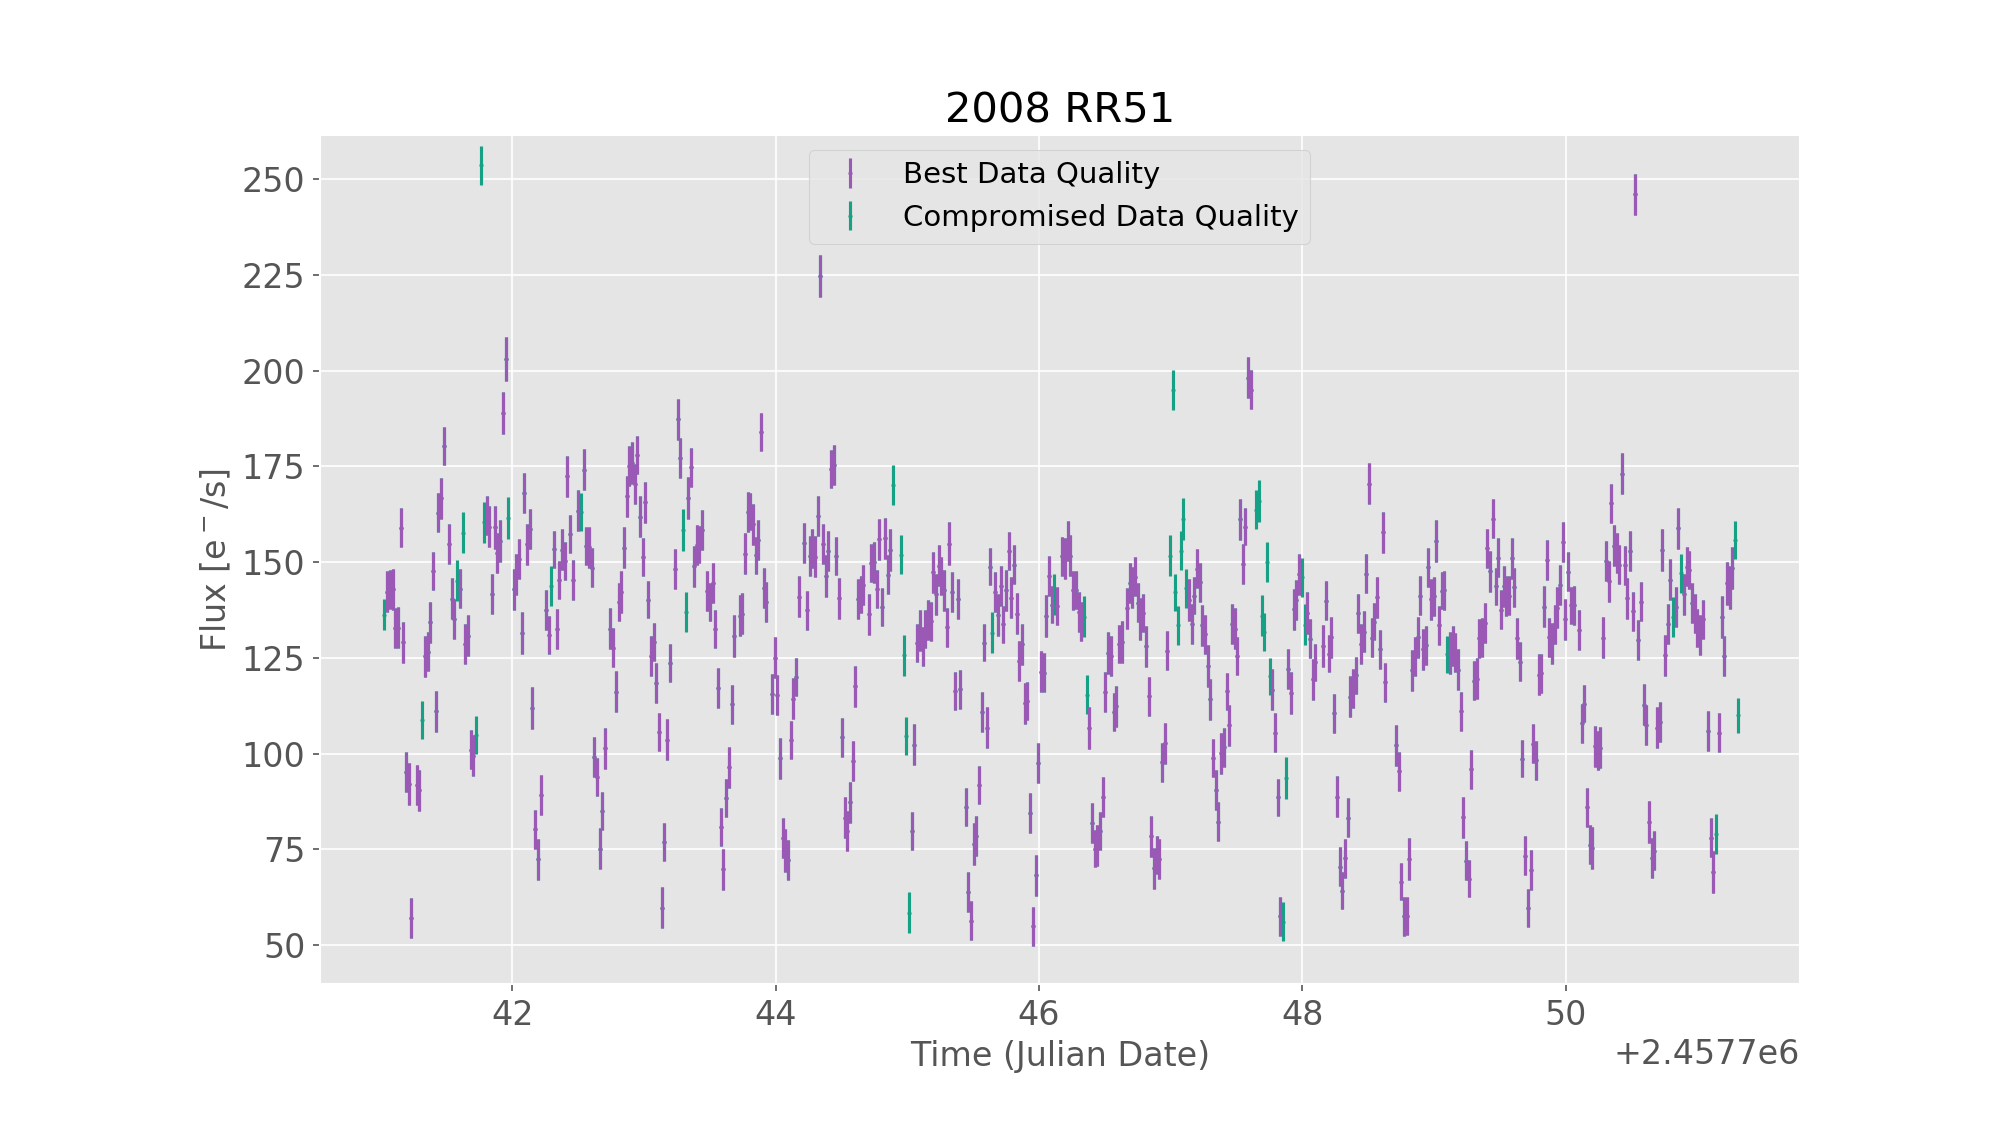 2008 RR51
Best Data Quality
Compromised Data Quality
250
225
200
175
150
125
100
75
50
Flux [e⁻/s]
42
44
46
48
50
Time (Julian Date)
+2.4577e6